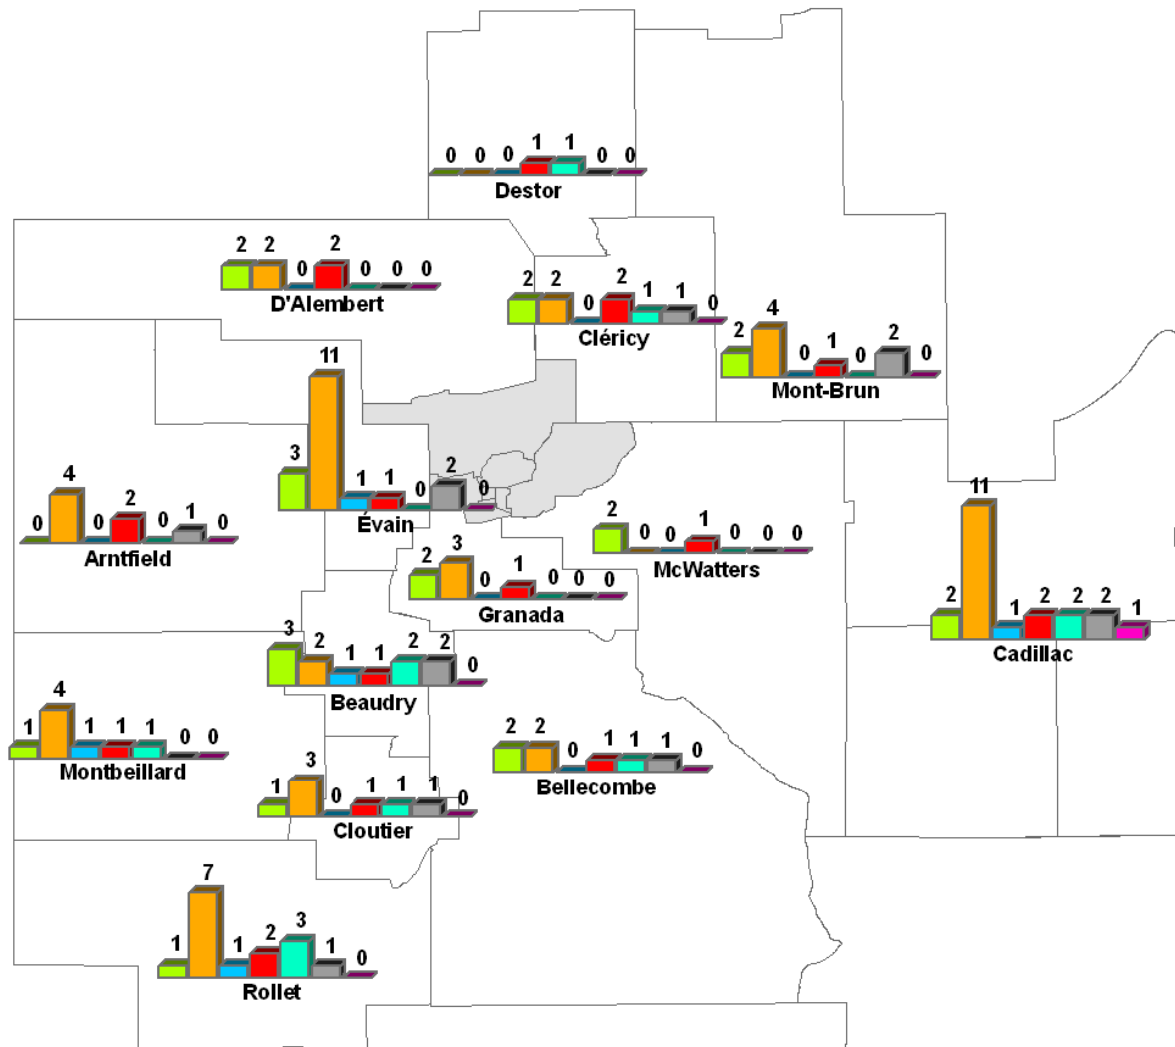 0 0 0 1 1 0 0
Destor
2 2 0 2 0 0 0
D'Alembert
2 2 0 2 1 1 0
Cléricy
2 4 0 1 0 2 0
Mont-Brun
3 11 1 1 0 2 0
Évain
0 4 0 2 0 1 0
Arntfield
2 0 0 1 0 0 0
McWatters
2 3 0 1 0 0 0
Granada
2 11 1 2 2 2 1
Cadillac
3 2 1 1 2 2 0
Beaudry
1 4 1 1 1 0 0
Montbeillard
2 2 0 1 1 1 0
Bellecombe
1 3 0 1 1 1 0
Cloutier
1 7 1 2 3 1 0
Rollet